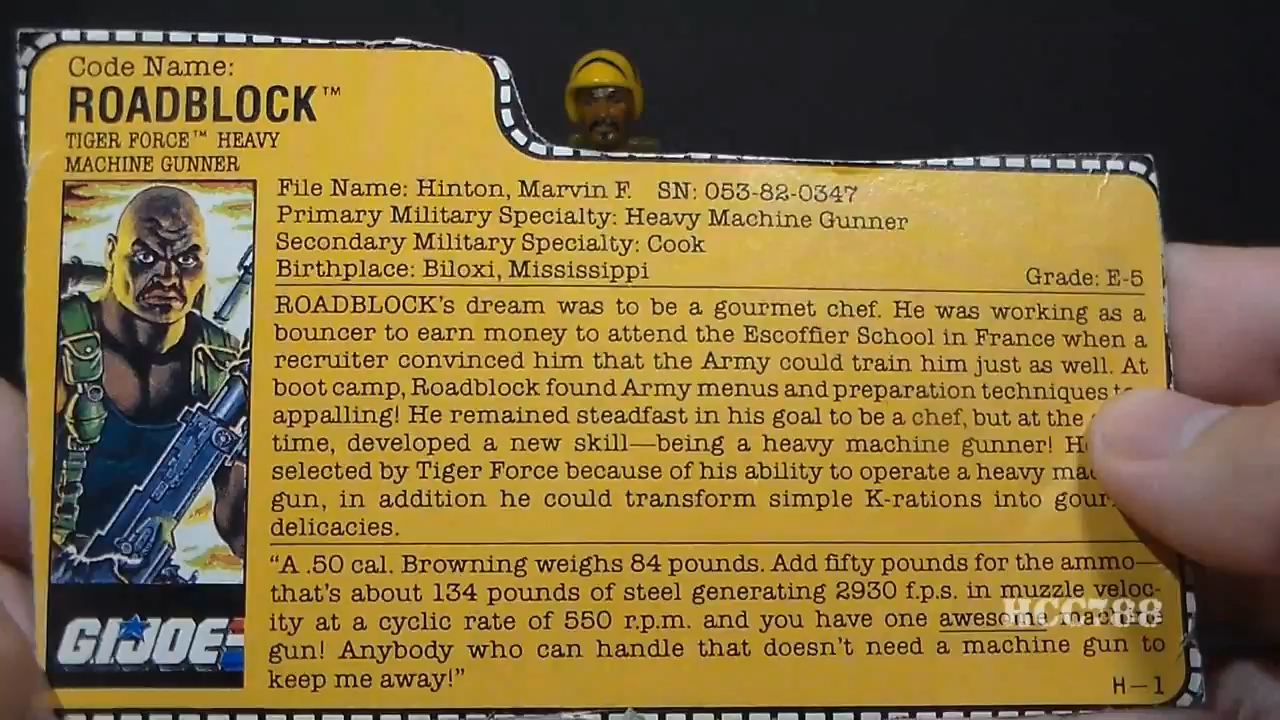 Code Name:
ROADBLOCK™
TIGER FORCE™ HEAVY
MACHINE GUNNER
File Name: Hinton, Marvin F. SN: 053-82-0347
Primary Military Specialty: Heavy Machine Gunner
Secondary Military Specialty: Cook
Birthplace: Biloxi, Mississippi Grade: E-5
ROADBLOCK's dream was to be a gourmet chef. He was working as a
bouncer to earn money to attend the Escoffier School in France when a
recruiter convinced him that the Army could train him just as well. At
boot camp, Roadblock found Army menus and preparation techniques
appalling! He remained steadfast in his goal to be a chef, but at the
time, developed a new skill—being a heavy machine gunner!
selected by Tiger Force because of his ability to operate a heavy
gun, in addition he could transform simple K-rations into
delicacies.
"A .50 cal. Browning weighs 84 pounds. Add fifty pounds for the ammo—
that's about 134 pounds of steel generating 2930 f.p.s. in muzzle veloc-
ity at a cyclic rate of 550 r.p.m. and you have one awesome machine
gun! Anybody who can handle that doesn't need a machine gun to
keep me away!"
HCC788
GI JOE
H-1